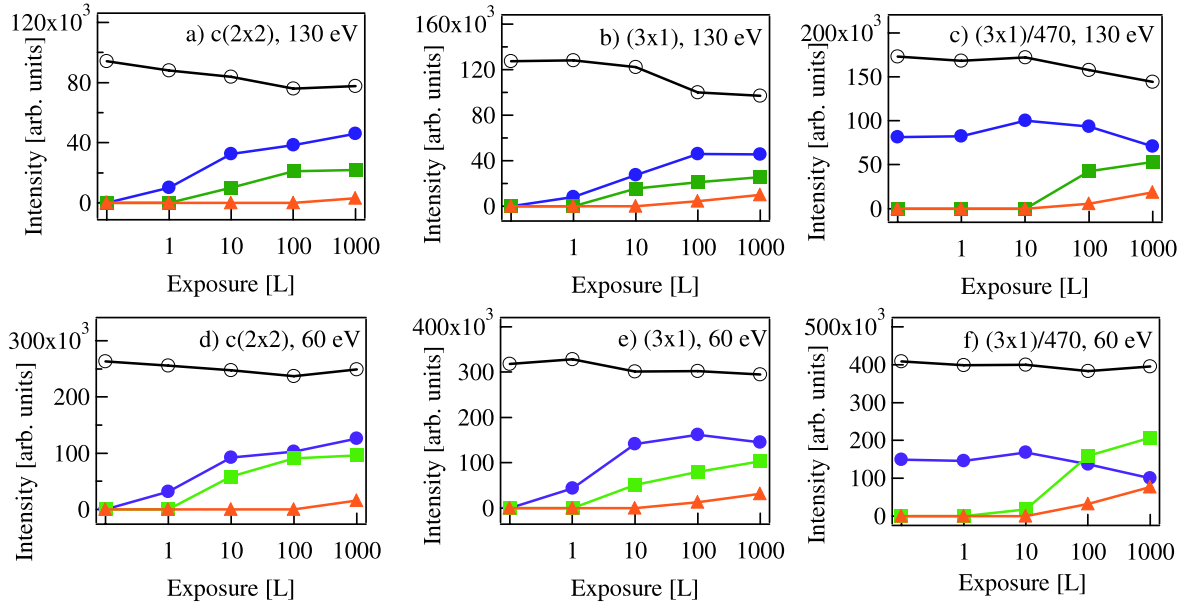 120x10³
80
40
0
Intensity [arb. units]
a) c(2x2), 130 eV
1 10 100 1000
Exposure [L]
160x10³
120
80
40
0
Intensity [arb. units]
b) (3x1), 130 eV
1 10 100 1000
Exposure [L]
200x10³
150
100
50
0
Intensity [arb. units]
c) (3x1)/470, 130 eV
1 10 100 1000
Exposure [L]
300x10³
200
100
0
Intensity [arb. units]
d) c(2x2), 60 eV
1 10 100 1000
Exposure [L]
400x10³
300
200
100
0
Intensity [arb. units]
e) (3x1), 60 eV
1 10 100 1000
Exposure [L]
500x10³
400
300
200
100
0
Intensity [arb. units]
f) (3x1)/470, 60 eV
1 10 100 1000
Exposure [L]